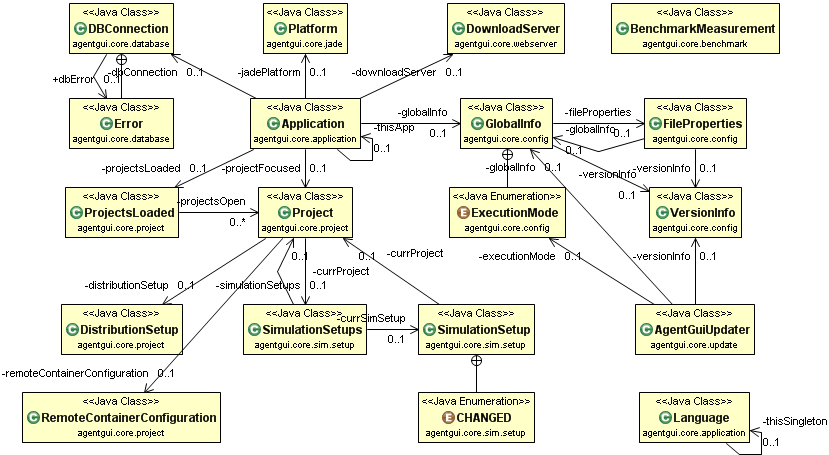 <<Java Class>>
DBConnection
agentgui.core.database
<<Java Class>>
Platform
agentgui.core.jade
<<Java Class>>
DownloadServer
agentgui.core.webserver
<<Java Class>>
BenchmarkMeasurement
agentgui.core.benchmark
+dbError
0..1
-dbConnection
0..1
-jadePlatform
0..1
-downloadServer
0..1
<<Java Class>>
Error
agentgui.core.database
<<Java Class>>
Application
agentgui.core.application
-thisApp
0..1
-globalInfo
0..1
<<Java Class>>
GlobalInfo
agentgui.core.config
-fileProperties
0..1
-globalInfo
0..1
<<Java Class>>
FileProperties
agentgui.core.config
-projectsLoaded
0..1
-projectFocused
0..1
-globalInfo
0..1
-versionInfo
0..1
-versionInfo
0..1
<<Java Class>>
ProjectsLoaded
agentgui.core.project
-projectsOpen
0..*
<<Java Class>>
Project
agentgui.core.project
<<Java Enumeration>>
ExecutionMode
agentgui.core.config
<<Java Class>>
VersionInfo
agentgui.core.config
-distributionSetup
0..1
-simulationSetups
0..1
0..1
-currProject
0..1
-currProject
0..1
-executionMode
0..1
-versionInfo
0..1
<<Java Class>>
DistributionSetup
agentgui.core.project
<<Java Class>>
SimulationSetups
agentgui.core.sim.setup
-currSimSetup
0..1
<<Java Class>>
SimulationSetup
agentgui.core.sim.setup
<<Java Class>>
AgentGuiUpdater
agentgui.core.update
-remoteContainerConfiguration
0..1
<<Java Class>>
RemoteContainerConfiguration
agentgui.core.project
<<Java Enumeration>>
CHANGED
agentgui.core.sim.setup
<<Java Class>>
Language
agentgui.core.application
-thisSingleton
0..1